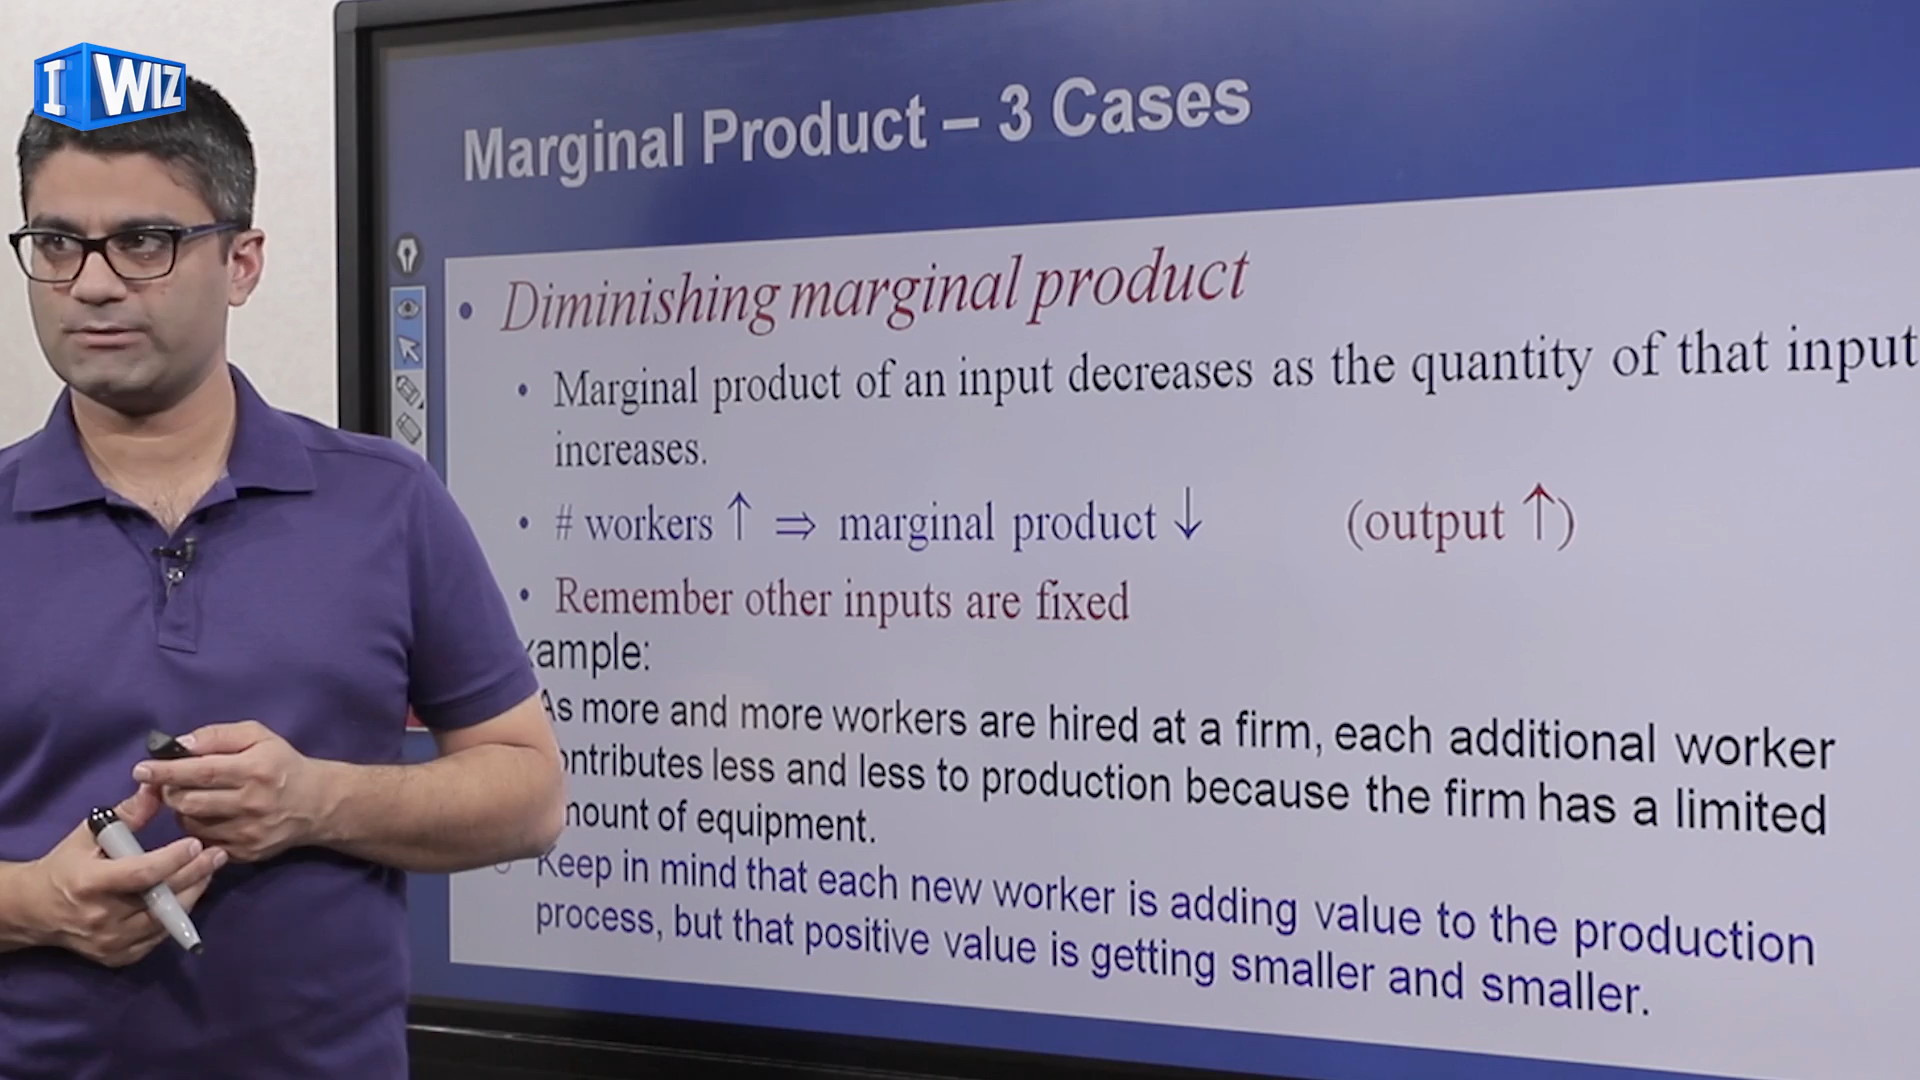 I WIZ
Marginal Product – 3 Cases
• Diminishing marginal product
• Marginal product of an input decreases as the quantity of that input
increases.
• # workers ↑ ⇒ marginal product ↓ (output ↑)
• Remember other inputs are fixed
xample:
As more and more workers are hired at a firm, each additional worker
ontributes less and less to production because the firm has a limited
mount of equipment.
Keep in mind that each new worker is adding value to the production
process, but that positive value is getting smaller and smaller.